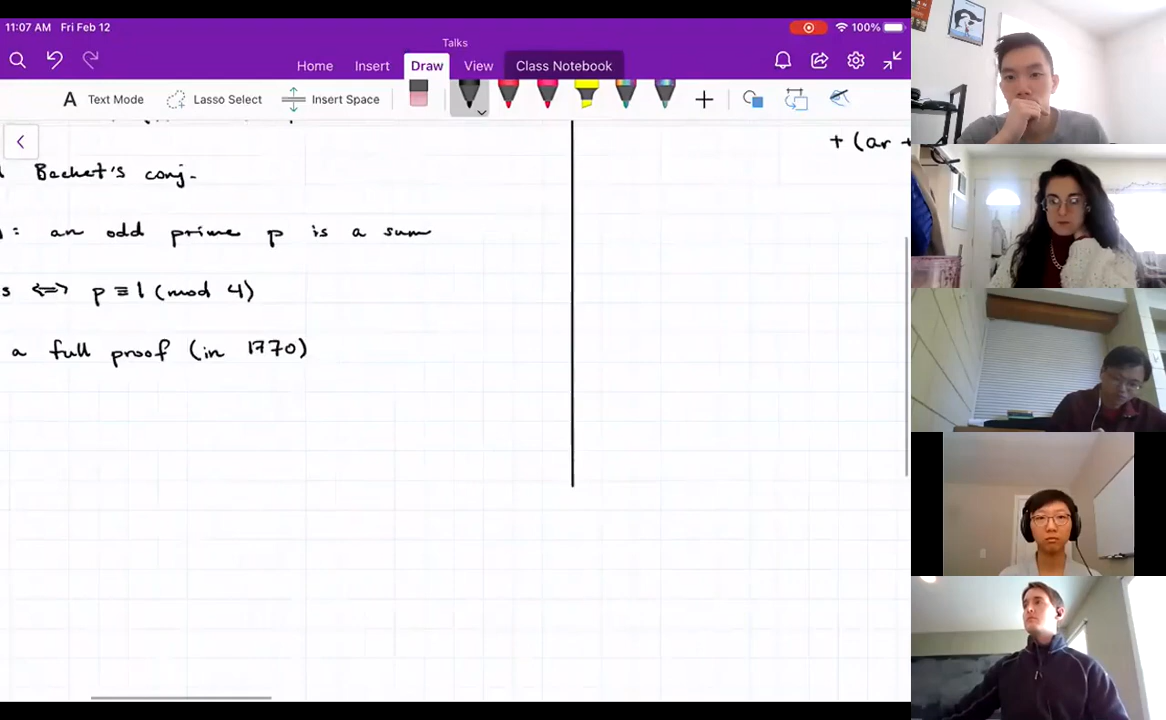 11:07 AM Fri Feb 12
100%
Talks
Home Insert Draw View Class Notebook
Text Mode Lasso Select Insert Space
+ (ar +
Bachet's conj.
: an odd prime p is a sum
s ⟺ p ≡ 1 (mod 4)
a full proof (in 1770)